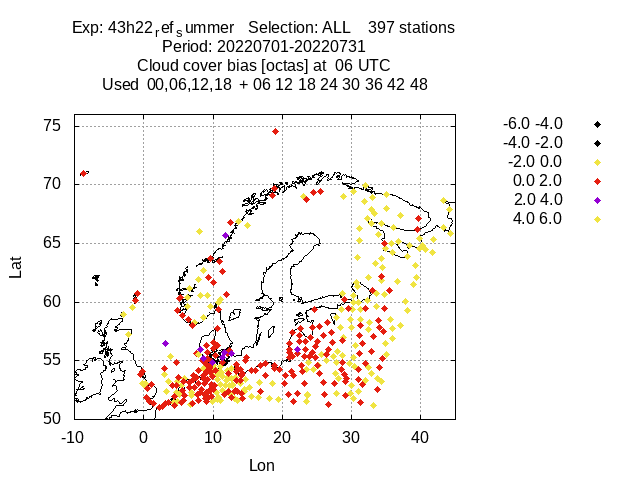 Exp: 43h22refsummer Selection: ALL 397 stations
Period: 20220701-20220731
Cloud cover bias [octas] at 06 UTC
Used 00,06,12,18 + 06 12 18 24 30 36 42 48
-6.0 -4.0
-4.0 -2.0
-2.0 0.0
0.0 2.0
2.0 4.0
4.0 6.0
75
70
65
60
55
50
Lat
-10 0 10 20 30 40
Lon